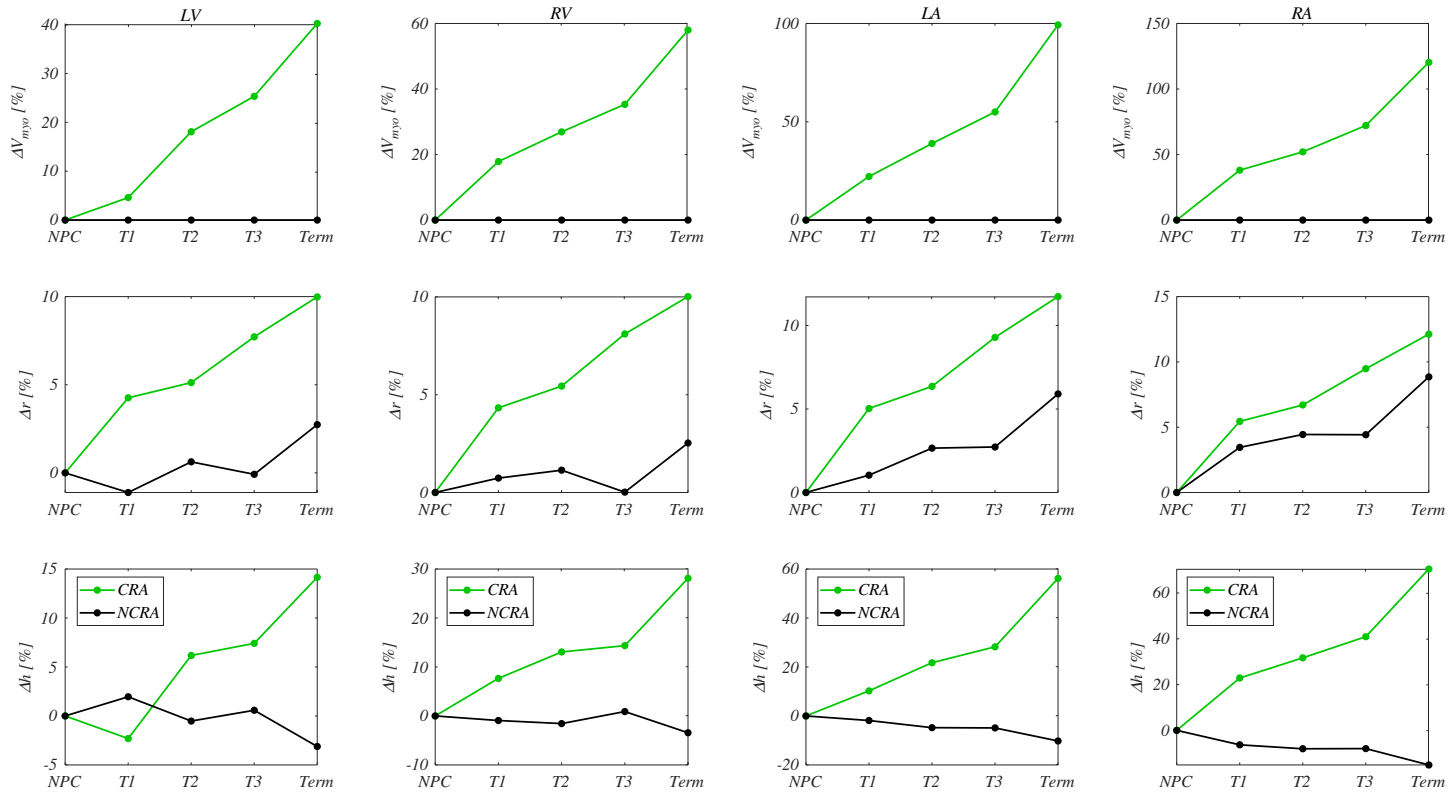 LV
40
30
20
10
0
ΔV_myo [%]
NPC T1 T2 T3 Term
RV
60
40
20
0
ΔV_myo [%]
NPC T1 T2 T3 Term
LA
100
50
0
ΔV_myo [%]
NPC T1 T2 T3 Term
RA
150
100
50
0
ΔV_myo [%]
NPC T1 T2 T3 Term
10
5
0
Δr [%]
NPC T1 T2 T3 Term
10
5
0
Δr [%]
NPC T1 T2 T3 Term
10
5
0
Δr [%]
NPC T1 T2 T3 Term
15
10
5
0
Δr [%]
NPC T1 T2 T3 Term
15
10
5
0
-5
Δh [%]
CRA
NCRA
NPC T1 T2 T3 Term
30
20
10
0
-10
Δh [%]
CRA
NCRA
NPC T1 T2 T3 Term
60
40
20
0
-20
Δh [%]
CRA
NCRA
NPC T1 T2 T3 Term
60
40
20
0
Δh [%]
CRA
NCRA
NPC T1 T2 T3 Term